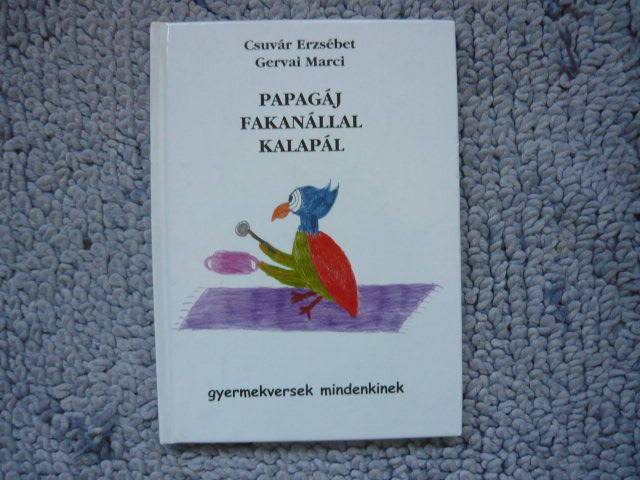 Csuvár Erzsébet
Gervai Marci
PAPAGÁJ
FAKANÁLLAL
KALAPÁL
gyermekversek mindenkinek